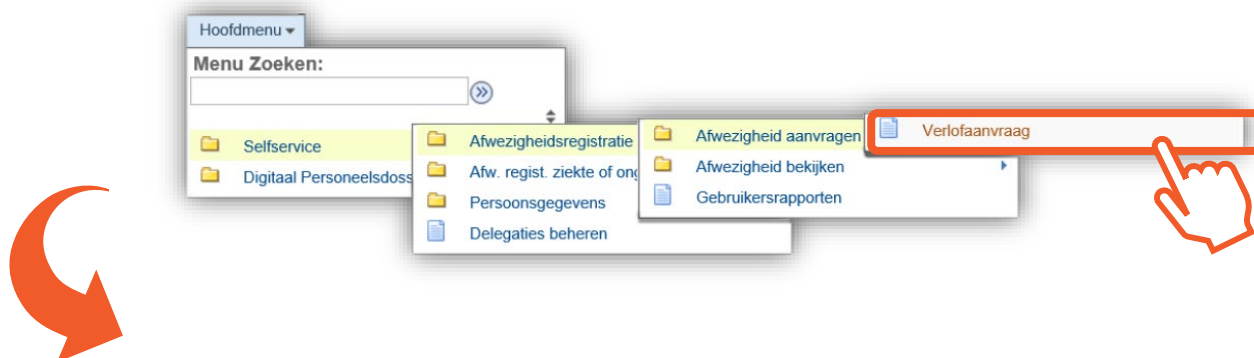 Hoofdmenu
Menu Zoeken:
Selfservice
Digitaal Personeelsdoss
Afwezigheidsregistratie
Afw. regist. ziekte of ong
Persoonsgegevens
Delegaties beheren
Afwezigheid aanvragen
Afwezigheid bekijken
Gebruikersrapporten
Verlofaanvraag